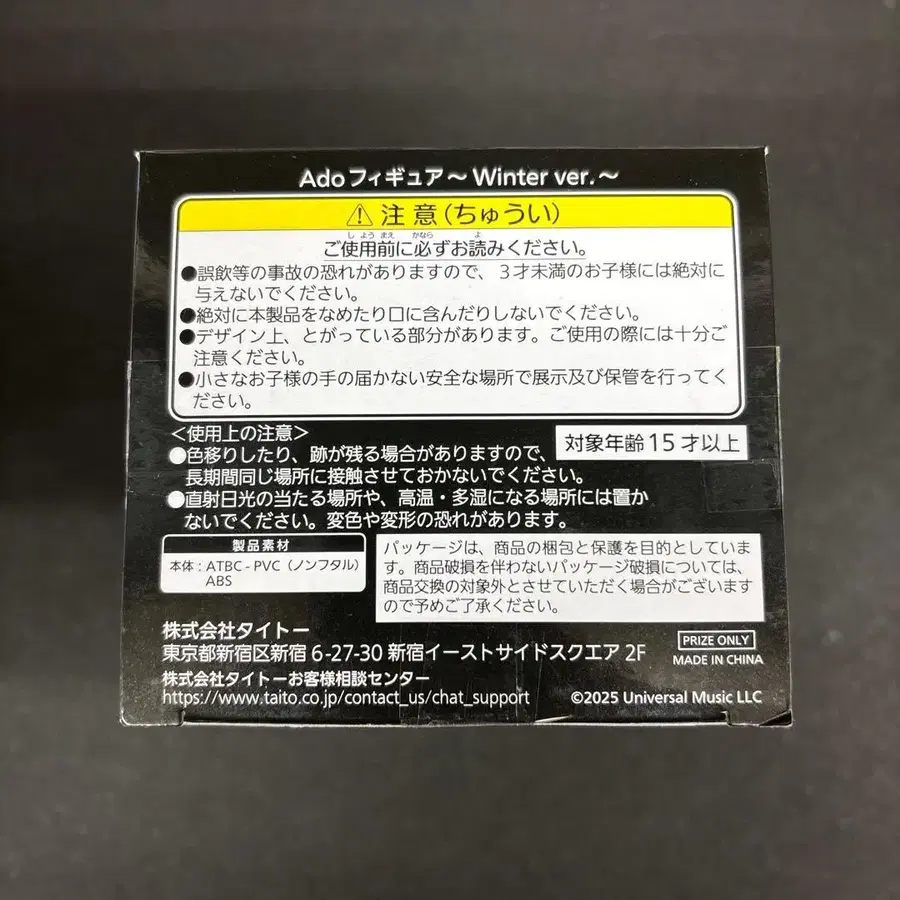 Adoフィギュア～Winter ver.～
⚠注意(ちゅうい)
しようまえ かなら よ
ご使用前に必ずお読みください。
●誤飲等の事故の恐れがありますので、3才未満のお子様には絶対に
与えないでください。
●絶対に本製品をなめたり口に含んだりしないでください。
●デザイン上、とがっている部分があります。ご使用の際には十分ご
注意ください。
●小さなお子様の手の届かない安全な場所で展示及び保管を行ってく
ださい。
＜使用上の注意＞
対象年齢15才以上
●色移りしたり、跡が残る場合がありますので、
長期間同じ場所に接触させておかないでください。
●直射日光の当たる場所や、高温・多湿になる場所には置か
ないでください。変色や変形の恐れがあります。
製品素材
本体：ATBC-PVC（ノンフタル）
ABS
パッケージは、商品の梱包と保護を目的としていま
す。商品破損を伴わないパッケージ破損については、
商品交換の対象外とさせていただく場合がございます
ので予めご了承ください。
株式会社タイトー
東京都新宿区新宿6-27-30 新宿イーストサイドスクエア 2F
株式会社タイトーお客様相談センター
https://www.taito.co.jp/contact_us/chat_support
PRIZE ONLY
MADE IN CHINA
©2025 Universal Music LLC